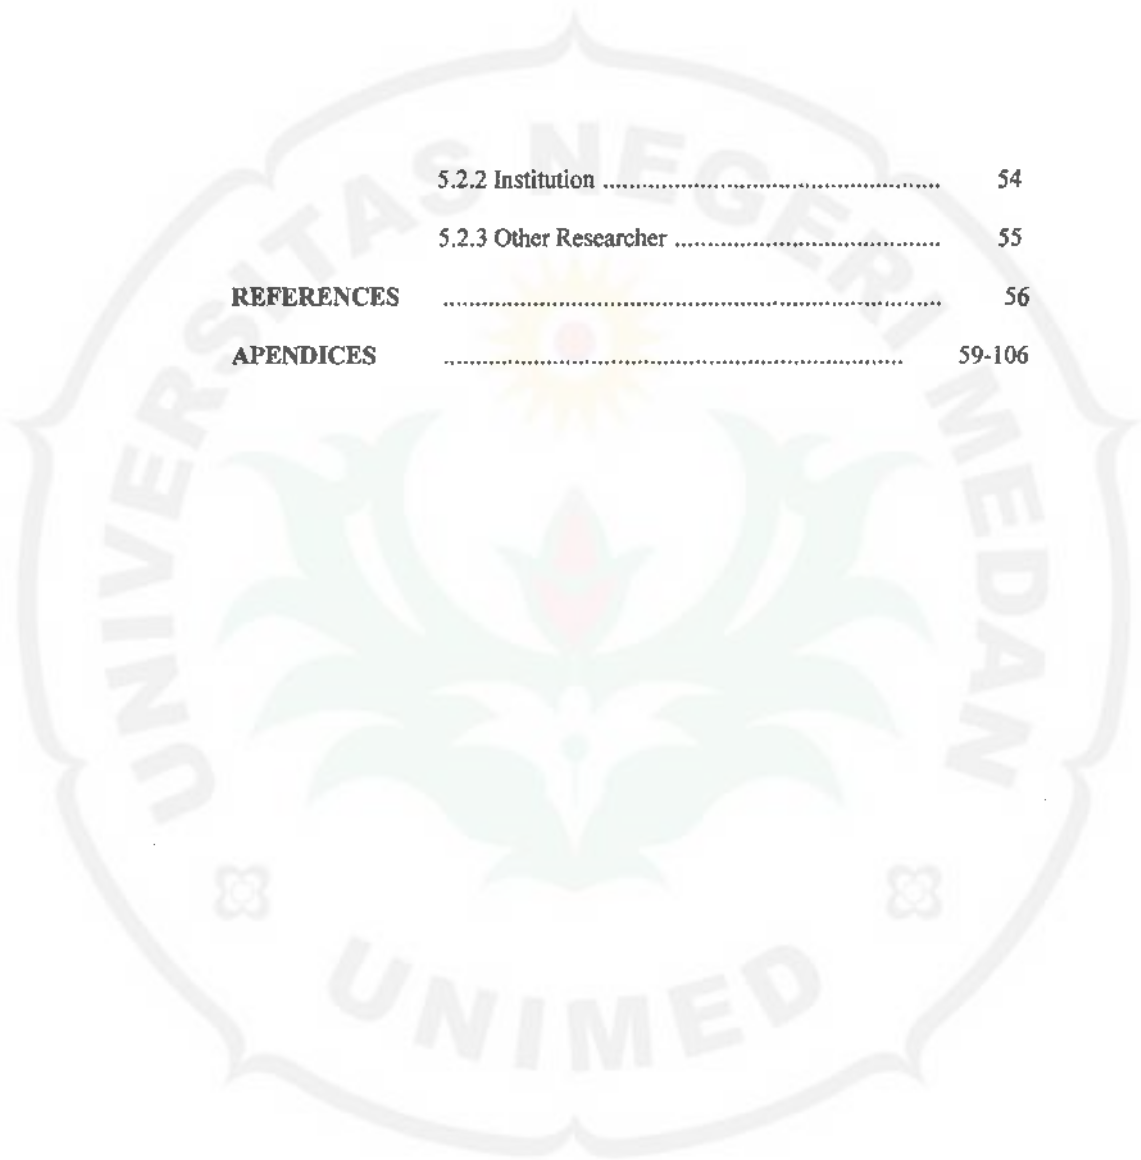 5.2.2 Institution .................................................. 54
5.2.3 Other Researcher ....................................... 55
REFERENCES .......................................................................... 56
APENDICES .................................................................... 59-106
UNIVERSITAS NEGERI MEDAN
UNIMED